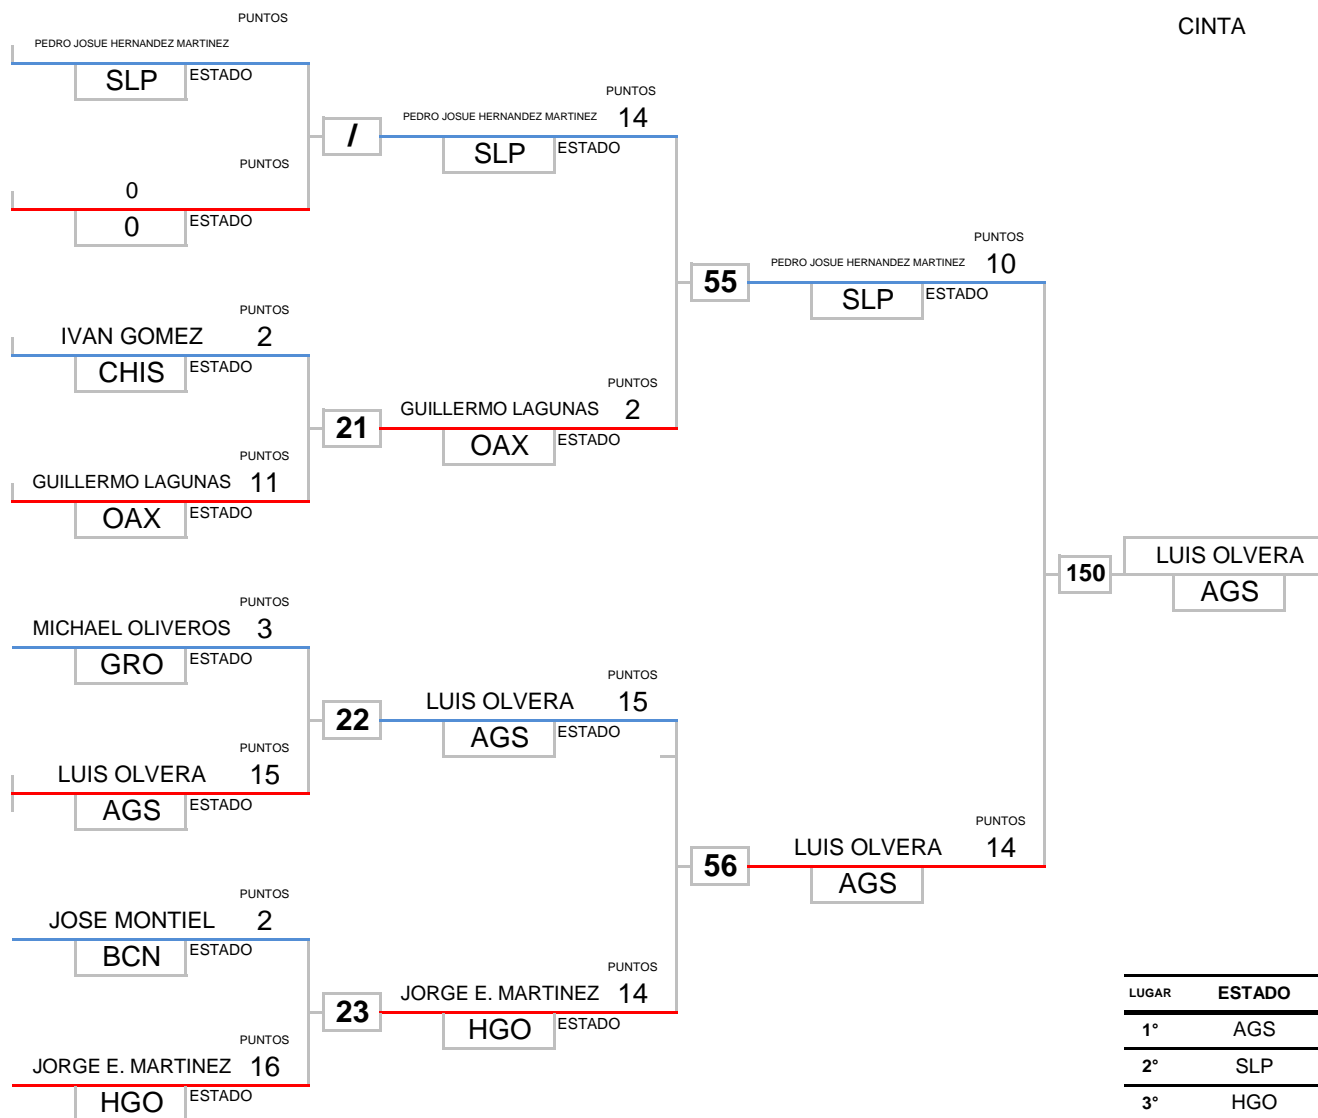 PUNTOS
CINTA
PEDRO JOSUE HERNANDEZ MARTINEZ
SLP
ESTADO
PUNTOS
0
0
ESTADO
/
PUNTOS
PEDRO JOSUE HERNANDEZ MARTINEZ 14
SLP
ESTADO
PUNTOS
IVAN GOMEZ 2
CHIS
ESTADO
PUNTOS
GUILLERMO LAGUNAS 11
OAX
ESTADO
21
PUNTOS
GUILLERMO LAGUNAS 2
OAX
ESTADO
55
PUNTOS
PEDRO JOSUE HERNANDEZ MARTINEZ 10
SLP
ESTADO
PUNTOS
MICHAEL OLIVEROS 3
GRO
ESTADO
PUNTOS
LUIS OLVERA 15
AGS
ESTADO
22
PUNTOS
LUIS OLVERA 15
AGS
ESTADO
PUNTOS
JOSE MONTIEL 2
BCN
ESTADO
PUNTOS
JORGE E. MARTINEZ 16
HGO
ESTADO
23
PUNTOS
JORGE E. MARTINEZ 14
HGO
ESTADO
56
PUNTOS
LUIS OLVERA 14
AGS
150
LUIS OLVERA
AGS
LUGAR ESTADO
1° AGS
2° SLP
3° HGO